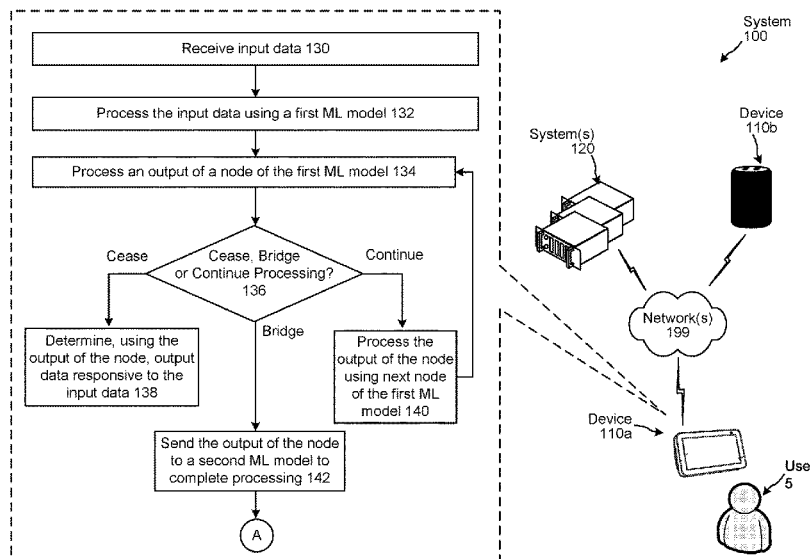 Receive input data 130
Process the input data using a first ML model 132
Process an output of a node of the first ML model 134
Cease, Bridge
or Continue Processing?
136
Cease
Continue
Bridge
Determine, using the
output of the node, output
data responsive to the
input data 138
Process the
output of the node
using next node
of the first ML
model 140
Send the output of the node
to a second ML model to
complete processing 142
A
System
100
System(s)
120
Device
110b
Network(s)
199
Device
110a
Use
5